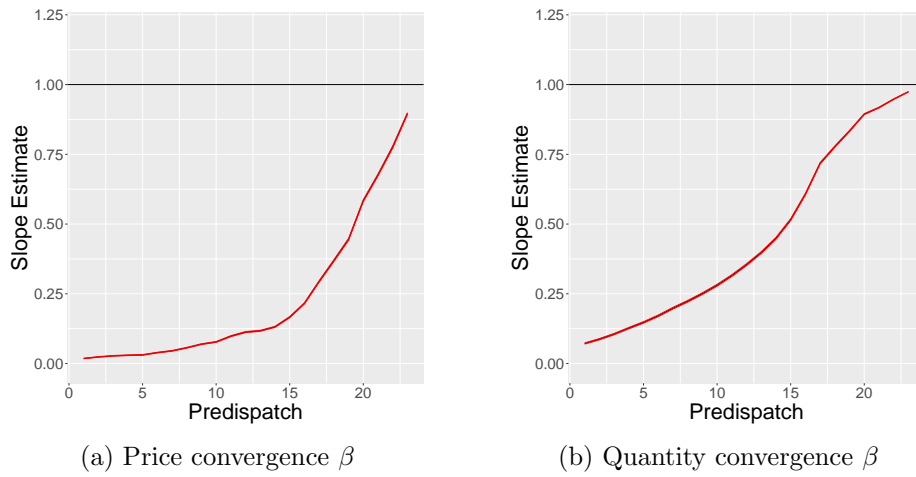 1.25
1.00
0.75
0.50
0.25
0.00
Slope Estimate
0 5 10 15 20
Predispatch
(a) Price convergence β
1.25
1.00
0.75
0.50
0.25
0.00
Slope Estimate
0 5 10 15 20
Predispatch
(b) Quantity convergence β